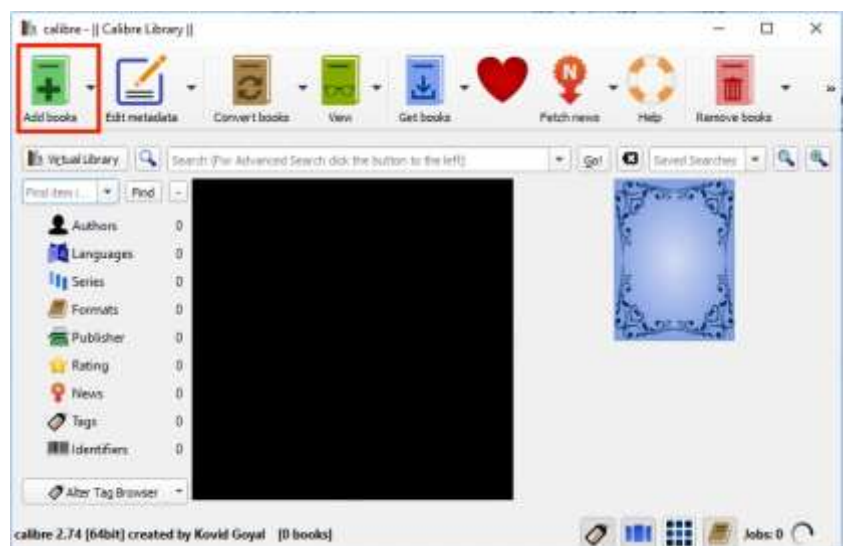 calibre - || Calibre Library ||
Add books Edit metadata Convert books View Get books Fetch news Help Remove books »
N
Virtual Library Search (For Advanced Search click the button to the left) Go! Saved Searches
Find item i... Find -
Authors 0
Languages 0
Series 0
Formats 0
Publisher 0
Rating 0
News 0
Tags 0
Identifiers 0
Alter Tag Browser
calibre 2.74 [64bit] created by Kovid Goyal [0 books] Jobs: 0